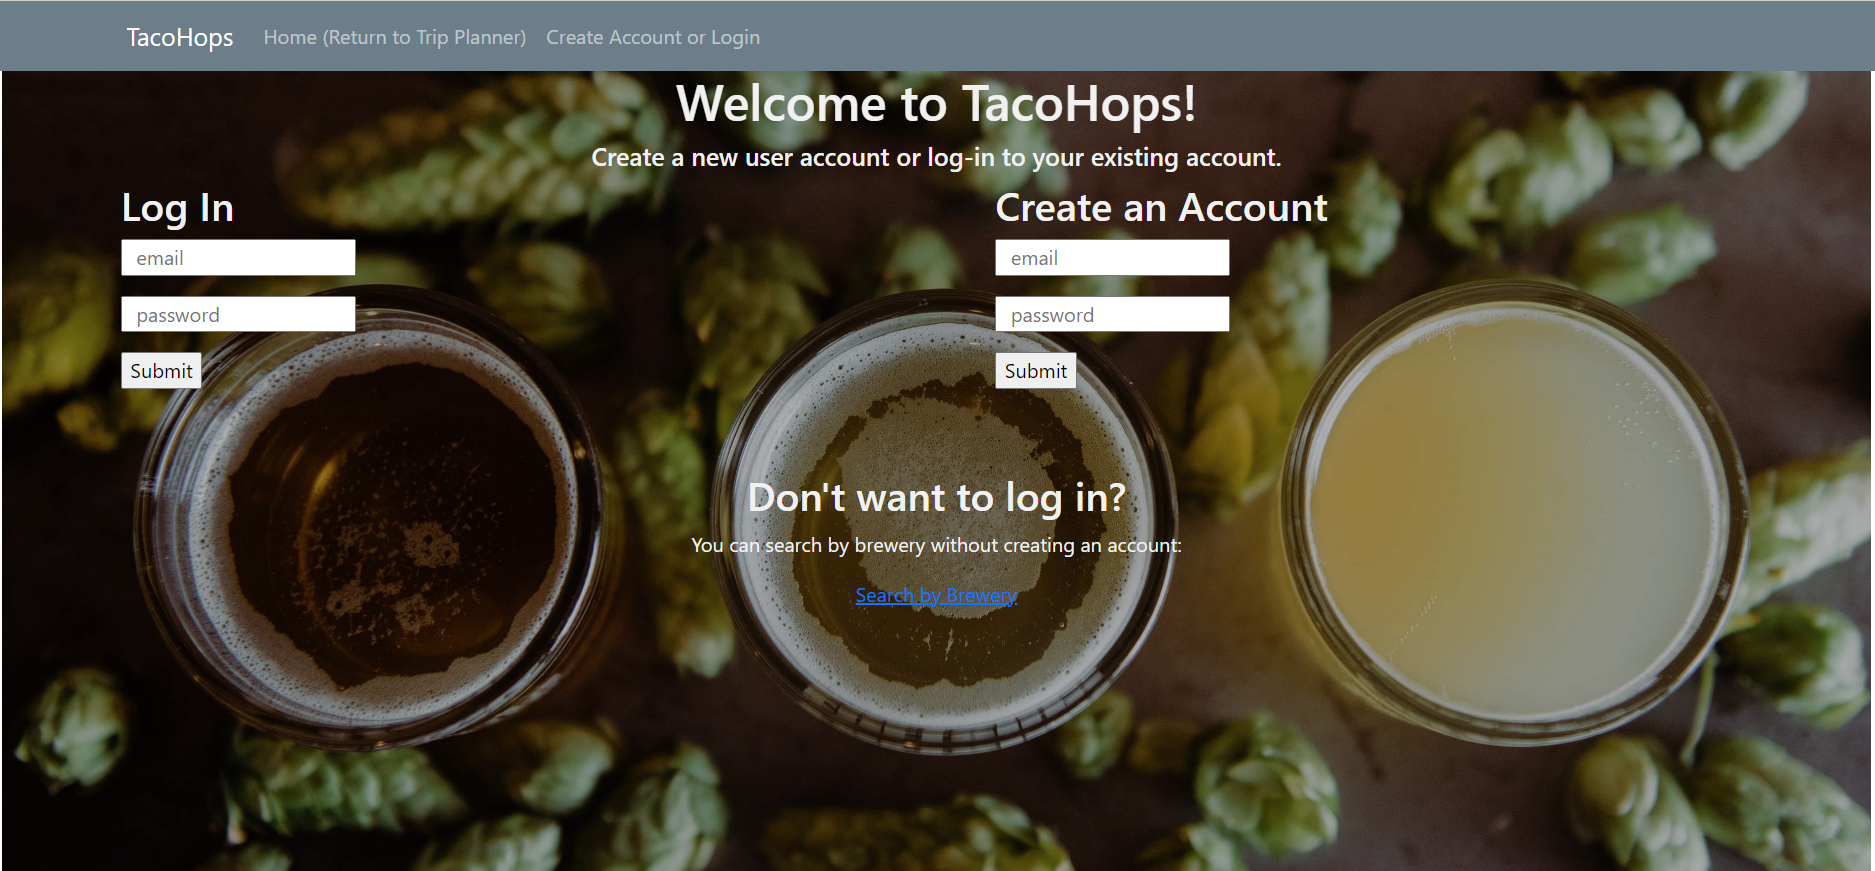 TacoHops Home (Return to Trip Planner) Create Account or Login
Welcome to TacoHops!
Create a new user account or log-in to your existing account.
Log In
email
password
Submit
Create an Account
email
password
Submit
Don't want to log in?
You can search by brewery without creating an account:
Search by Brewery